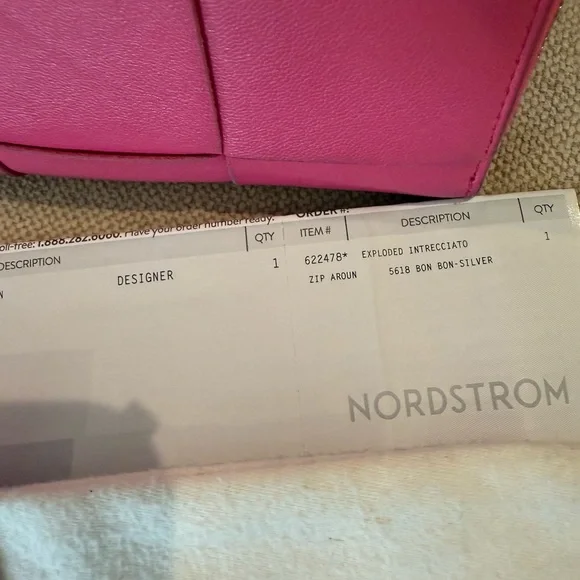 toll-free: 1.888.282.6060. Have your order number ready. ORDER #:
DESCRIPTION QTY ITEM # DESCRIPTION QTY
DESIGNER 1 622478* EXPLODED INTRECCIATO 1
ZIP AROUN 5618 BON BON-SILVER
NORDSTROM